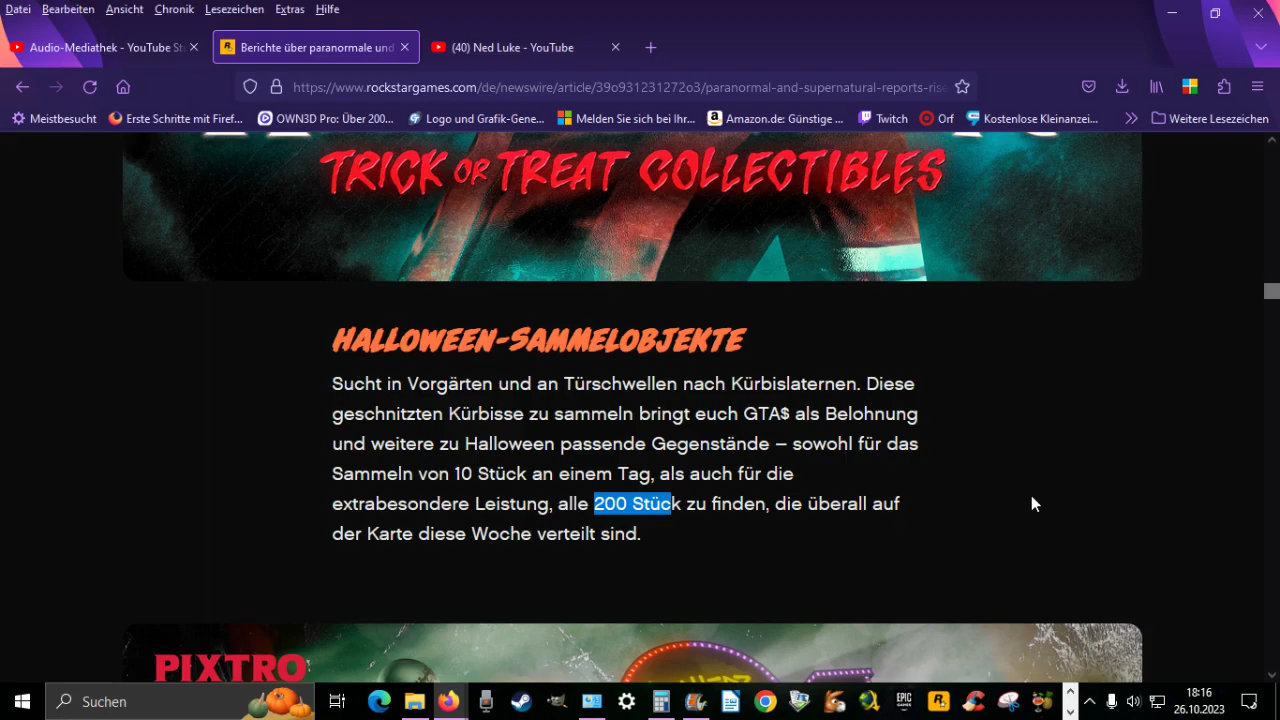 Datei Bearbeiten Ansicht Chronik Lesezeichen Extras Hilfe
Audio-Mediathek - YouTube St
Berichte über paranormale und
(40) Ned Luke - YouTube
https://www.rockstargames.com/de/newswire/article/39o931231272o3/paranormal-and-supernatural-reports-rise
Meistbesucht
Erste Schritte mit Firef...
OWN3D Pro: Über 200...
Logo und Grafik-Gene...
Melden Sie sich bei Ihr...
Amazon.de: Günstige ...
Twitch
Orf
Kostenlose Kleinanzei...
Weitere Lesezeichen
TRICK OR TREAT COLLECTIBLES
HALLOWEEN-SAMMELOBJEKTE
Sucht in Vorgärten und an Türschwellen nach Kürbislaternen. Diese
geschnitzten Kürbisse zu sammeln bringt euch GTA$ als Belohnung
und weitere zu Halloween passende Gegenstände – sowohl für das
Sammeln von 10 Stück an einem Tag, als auch für die
extrabesondere Leistung, alle 200 Stück zu finden, die überall auf
der Karte diese Woche verteilt sind.
PIXTRO
Suchen
EPIC GAMES
18:16
26.10.2023